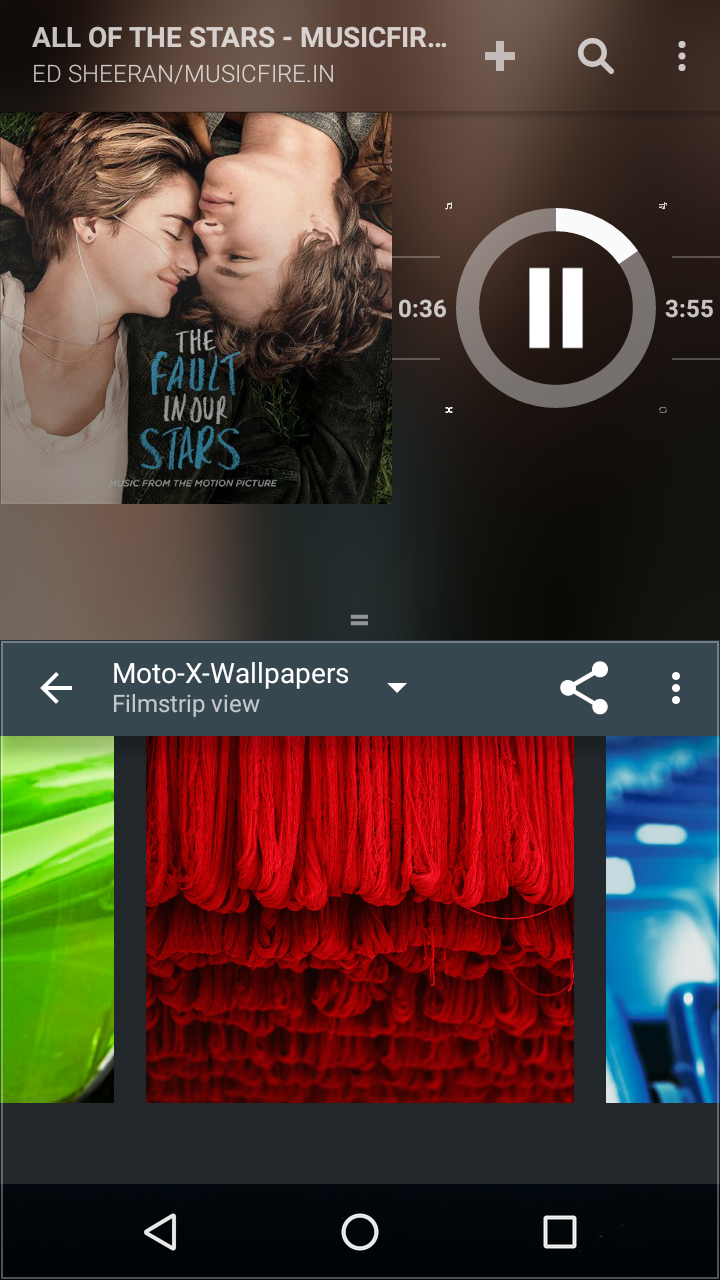 ALL OF THE STARS - MUSICFIR...
ED SHEERAN/MUSICFIRE.IN
THE
FAULT
IN OUR
STARS
MUSIC FROM THE MOTION PICTURE
0:36
3:55
Moto-X-Wallpapers
Filmstrip view